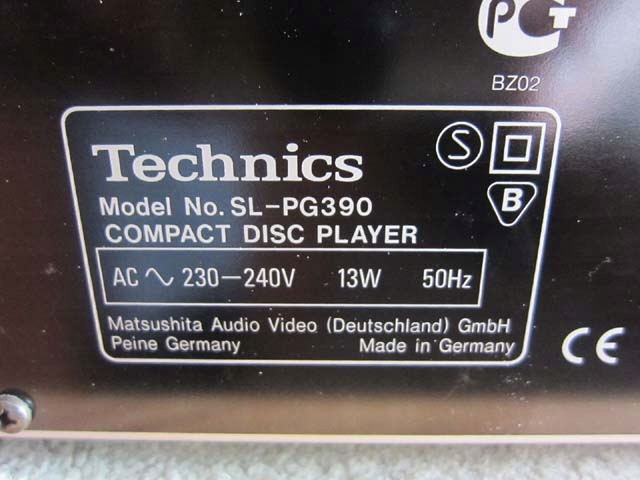 РСТ
BZ02
Technics
S
Model No. SL-PG390
B
COMPACT DISC PLAYER
AC ∿ 230-240V 13W 50Hz
Matsushita Audio Video (Deutschland) GmbH
Peine Germany Made in Germany
CE